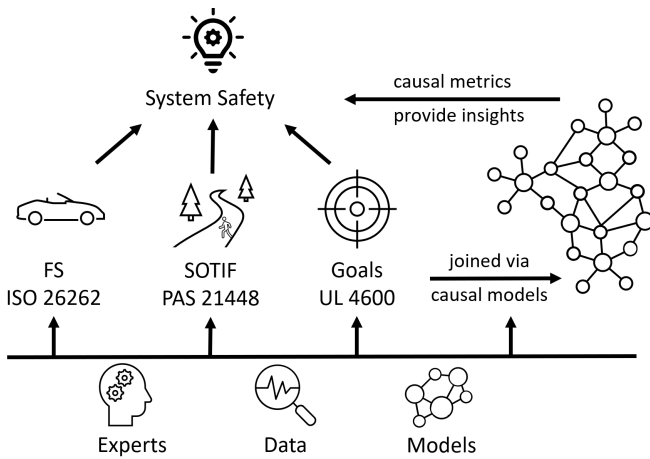 System Safety
causal metrics
provide insights
FS
ISO 26262
SOTIF
PAS 21448
Goals
UL 4600
joined via
causal models
Experts
Data
Models